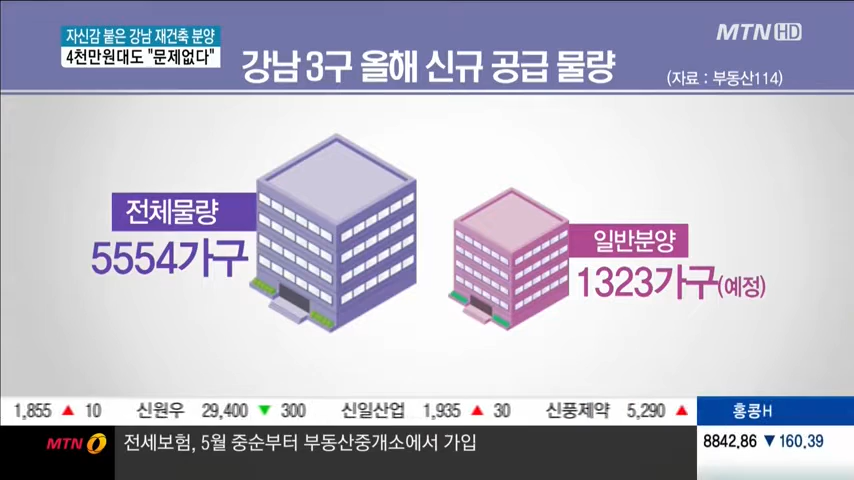 자신감 붙은 강남 재건축 분양
4천만원대도 "문제없다"
MTN HD
강남 3구 올해 신규 공급 물량
(자료 : 부동산114)
전체물량
5554가구
일반분양
1323가구(예정)
1,855 ▲ 10 신원우 29,400 ▼ 300 신일산업 1,935 ▲ 30 신풍제약 5,290 ▲
홍콩H
MTN 전세보험, 5월 중순부터 부동산중개소에서 가입
8842.86 ▼160.39